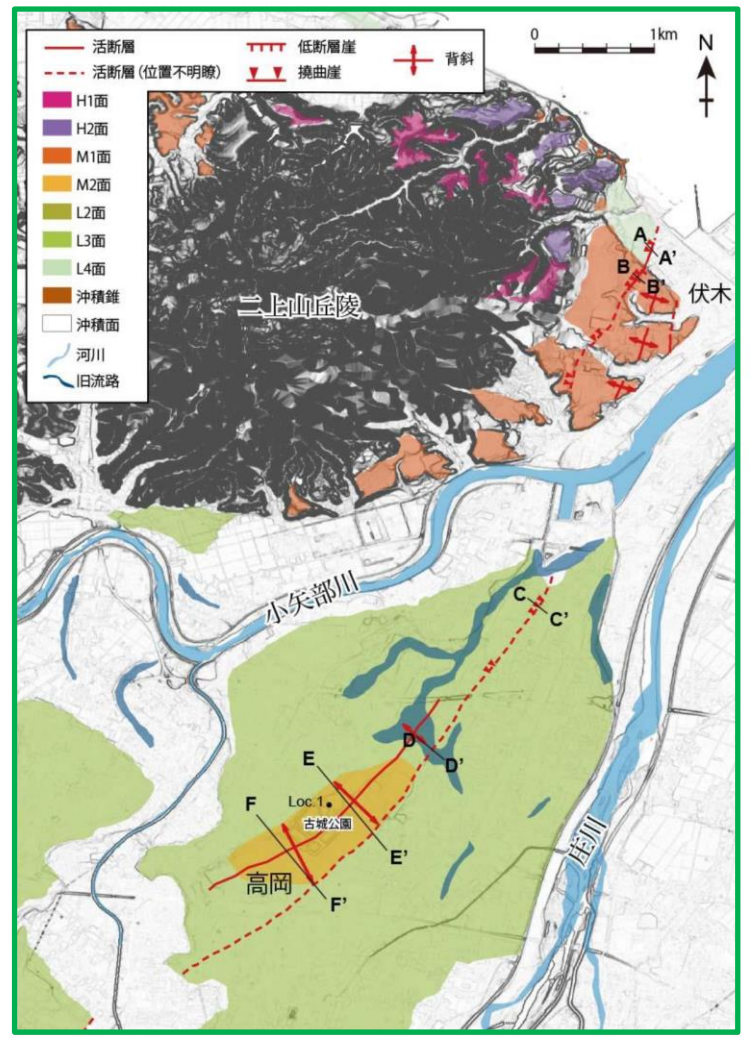 活断層
活断層(位置不明瞭)
低断層崖
撓曲崖
背斜
0 1km
N
H1面
H2面
M1面
M2面
L2面
L3面
L4面
沖積錐
沖積面
河川
旧流路
二上山丘陵
A
A'
B
B'
伏木
小矢部川
C
C'
D
D'
E
Loc.1
古城公園
F
E'
高岡
F'
庄川